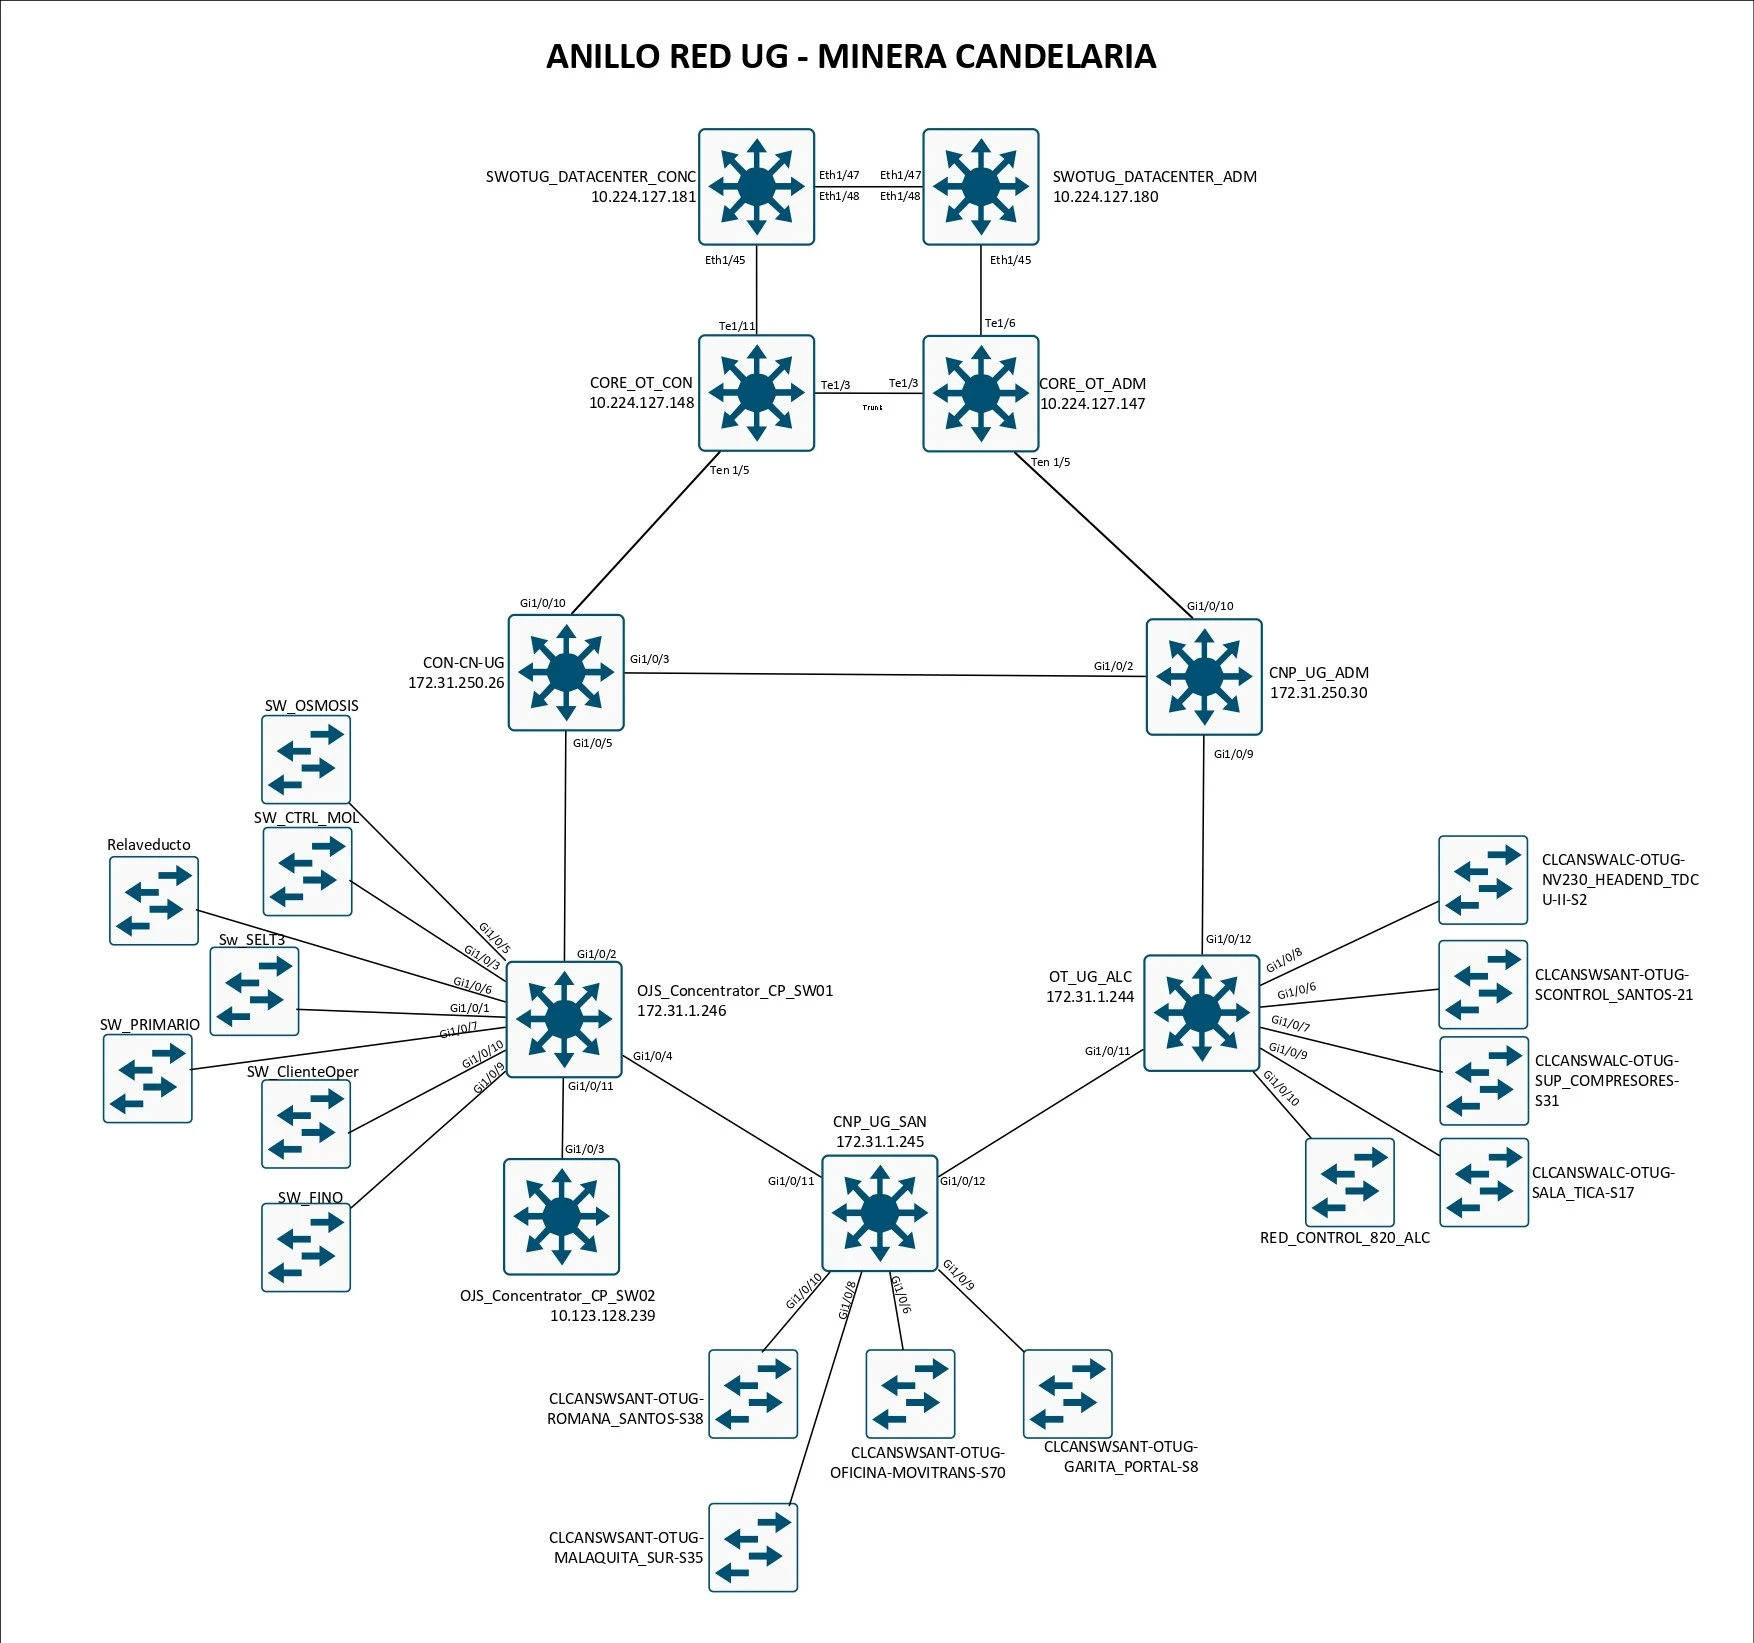 ANILLO RED UG - MINERA CANDELARIA
SWOTUG_DATACENTER_CONC
10.224.127.181
Eth1/47
Eth1/47
Eth1/48
Eth1/48
SWOTUG_DATACENTER_ADM
10.224.127.180
Eth1/45
Eth1/45
Te1/11
Te1/6
CORE_OT_CON
10.224.127.148
Te1/3
Te1/3
Trunk
CORE_OT_ADM
10.224.127.147
Ten 1/5
Ten 1/5
Gi1/0/10
Gi1/0/10
CON-CN-UG
172.31.250.26
Gi1/0/3
Gi1/0/2
CNP_UG_ADM
172.31.250.30
Gi1/0/5
Gi1/0/9
SW_OSMOSIS
SW_CTRL_MOL
Relaveducto
Sw_SELT3
SW_PRIMARIO
SW_ClienteOper
SW_FINO
Gi1/0/5
Gi1/0/3
Gi1/0/6
Gi1/0/1
Gi1/0/7
Gi1/0/10
Gi1/0/9
Gi1/0/2
OJS_Concentrator_CP_SW01
172.31.1.246
Gi1/0/4
Gi1/0/11
Gi1/0/3
OJS_Concentrator_CP_SW02
10.123.128.239
Gi1/0/12
OT_UG_ALC
172.31.1.244
Gi1/0/11
Gi1/0/8
Gi1/0/6
Gi1/0/7
Gi1/0/9
Gi1/0/10
CLCANSWALC-OTUG-
NV230_HEADEND_TDC
U-II-S2
CLCANSWSANT-OTUG-
SCONTROL_SANTOS-21
CLCANSWALC-OTUG-
SUP_COMPRESORES-
S31
CLCANSWALC-OTUG-
SALA_TICA-S17
RED_CONTROL_820_ALC
CNP_UG_SAN
172.31.1.245
Gi1/0/11
Gi1/0/12
Gi1/0/10
Gi1/0/8
Gi1/0/6
Gi1/0/9
CLCANSWSANT-OTUG-
ROMANA_SANTOS-S38
CLCANSWSANT-OTUG-
OFICINA-MOVITRANS-S70
CLCANSWSANT-OTUG-
GARITA_PORTAL-S8
CLCANSWSANT-OTUG-
MALAQUITA_SUR-S35